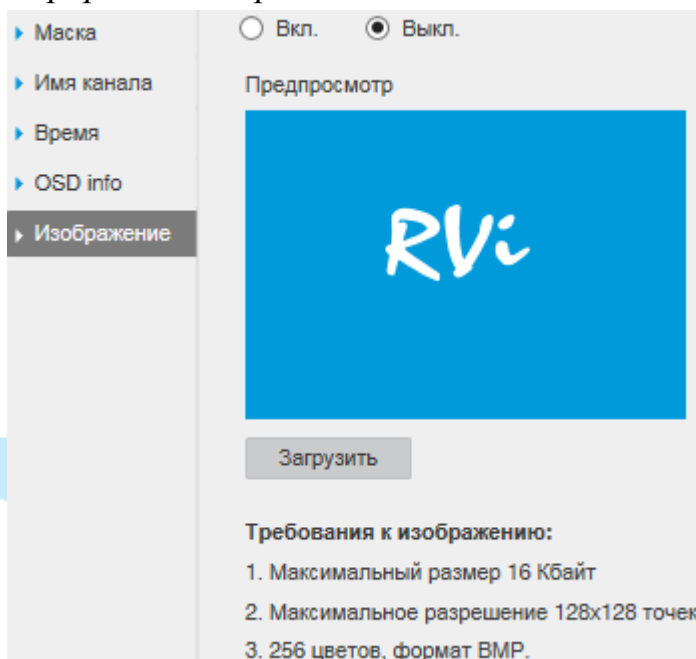 Маска
Имя канала
Время
OSD info
Изображение
Вкл. Выкл.
Предпросмотр
RVi
Загрузить
Требования к изображению:
1. Максимальный размер 16 Кбайт
2. Максимальное разрешение 128x128 точек
3. 256 цветов, формат BMP.